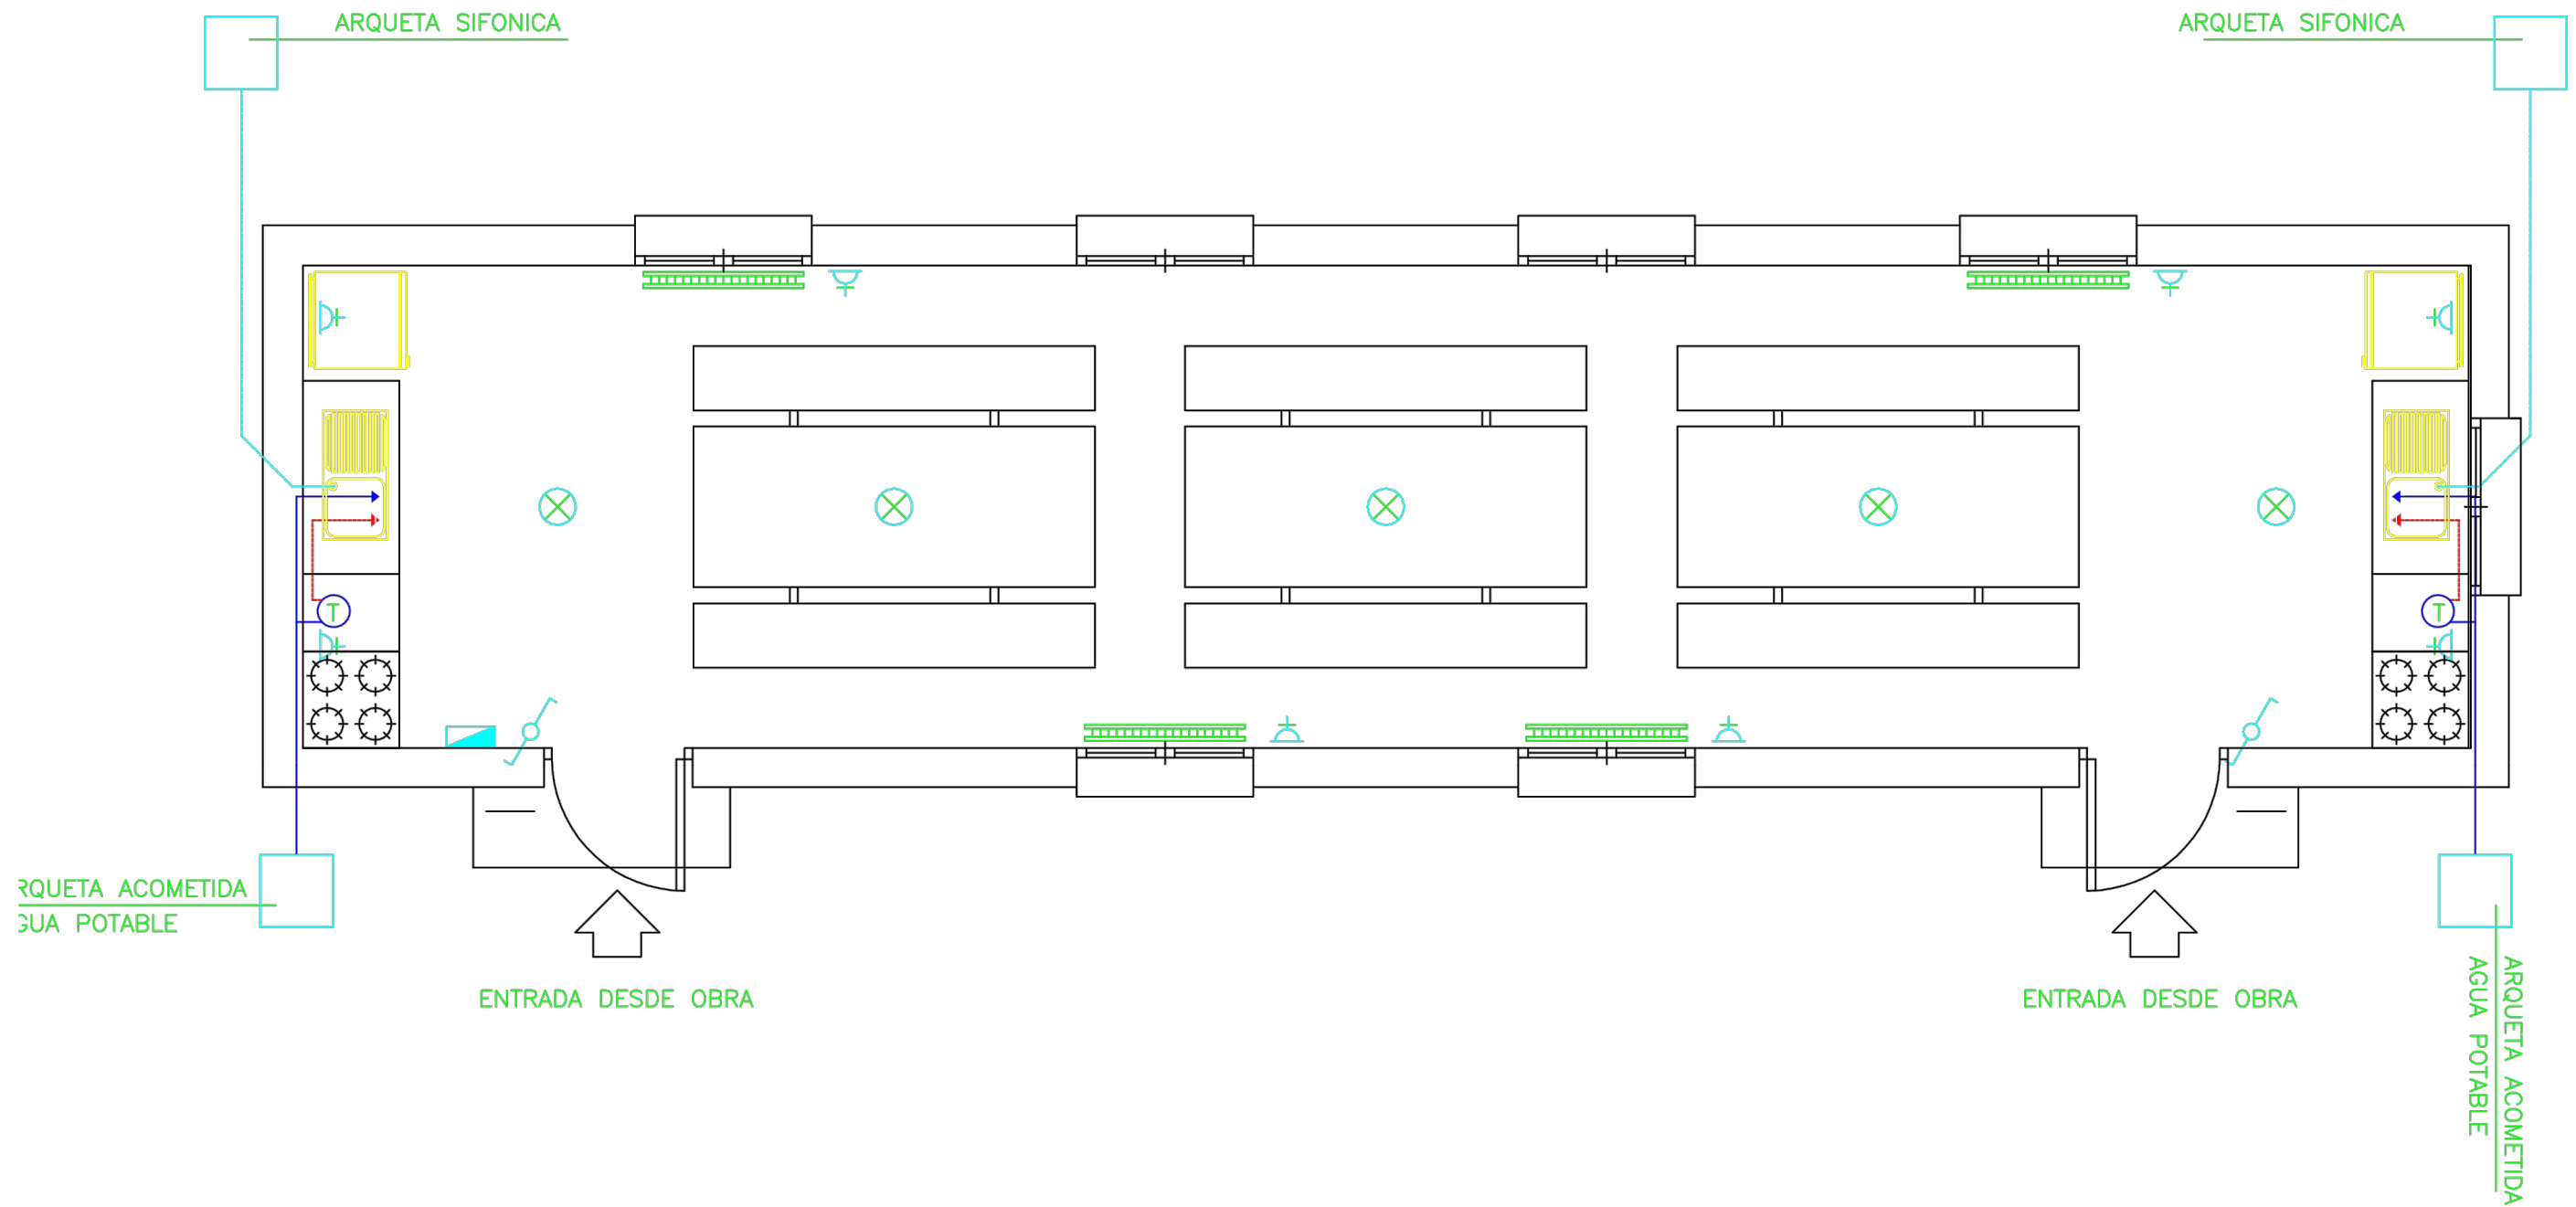 ARQUETA SIFONICA
ARQUETA SIFONICA
T
T
RQUETA ACOMETIDA
GUA POTABLE
ENTRADA DESDE OBRA
ENTRADA DESDE OBRA
ARQUETA ACOMETIDA
AGUA POTABLE